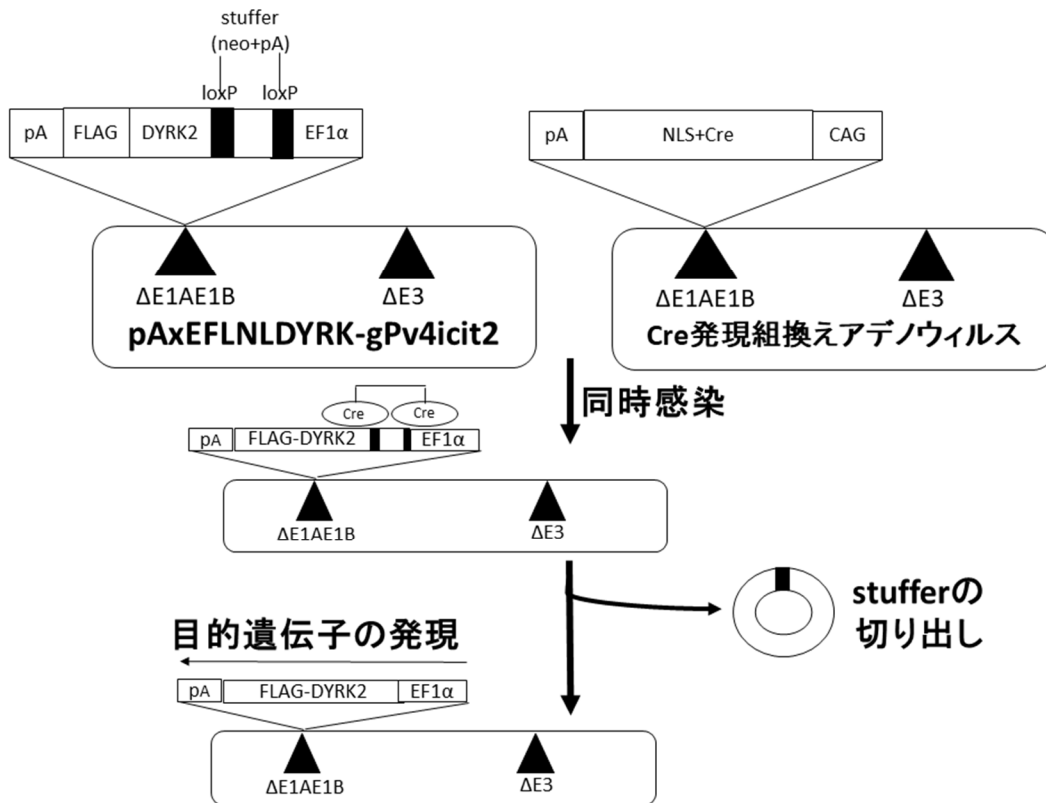 stuffer
(neo+pA)
loxP loxP
pA FLAG DYRK2 EF1α
pA NLS+Cre CAG
ΔE1AE1B ΔE3
pAxEFLNLDYRK-gPv4icit2
ΔE1AE1B ΔE3
Cre発現組換えアデノウィルス
同時感染
Cre Cre
pA FLAG-DYRK2 EF1α
ΔE1AE1B ΔE3
stufferの
切り出し
目的遺伝子の発現
pA FLAG-DYRK2 EF1α
ΔE1AE1B ΔE3